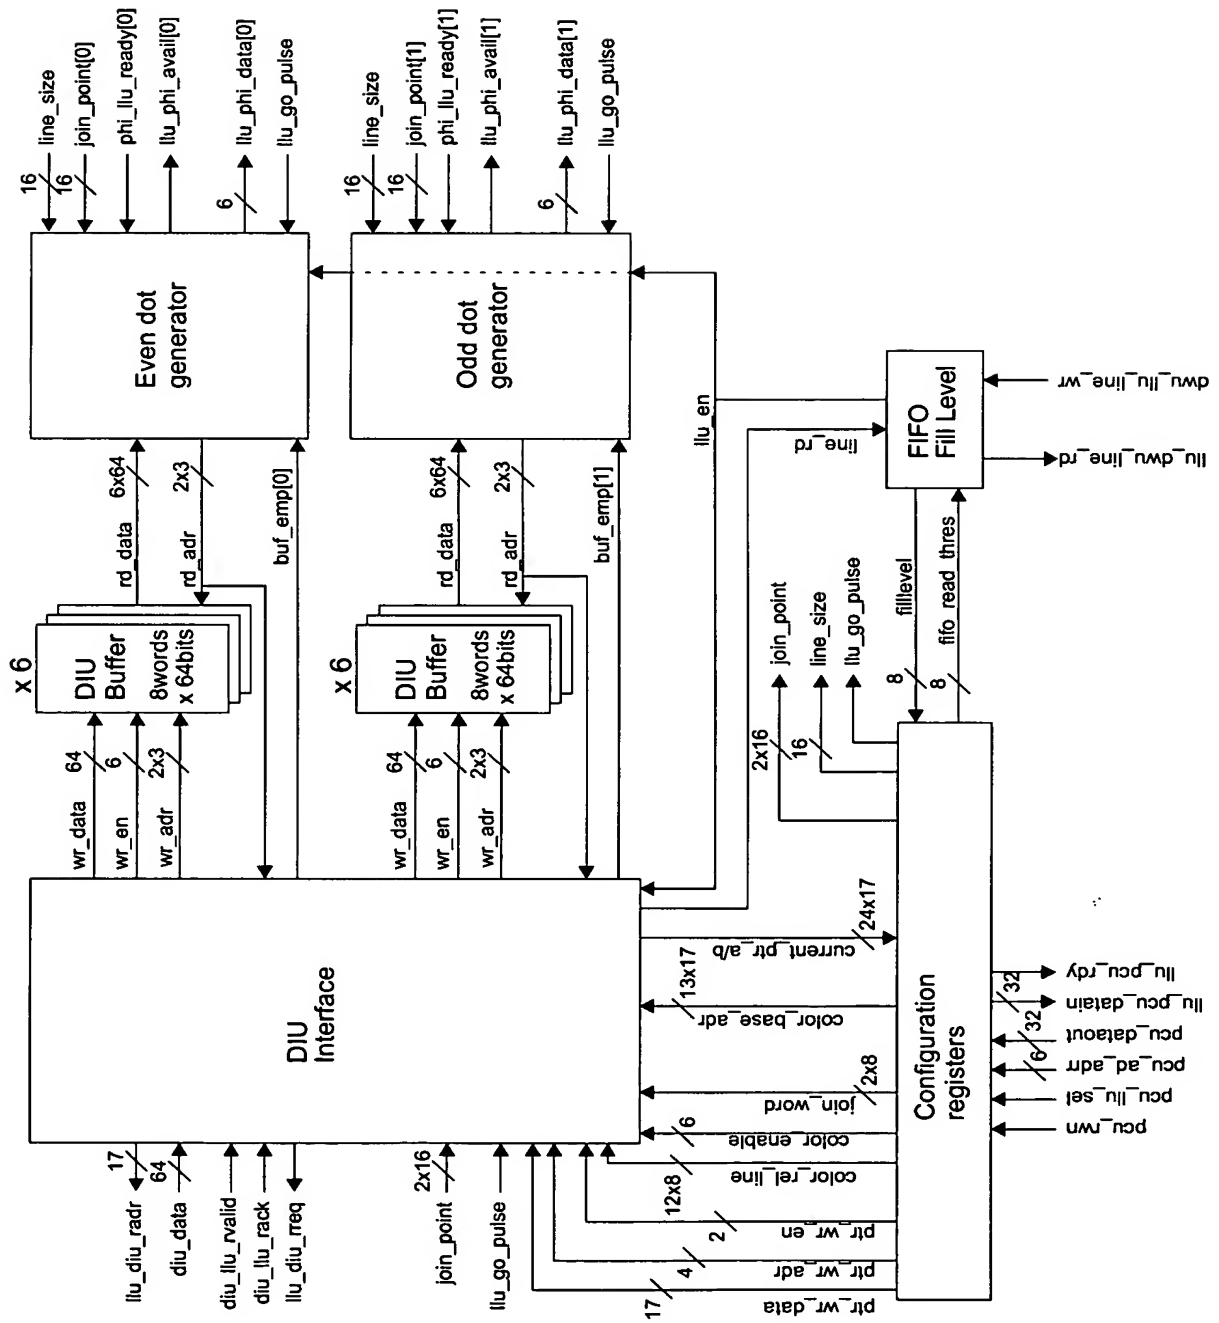 line_size
join_point[0]
phi_llu_ready[0]
llu_phi_avail[0]
llu_phi_data[0]
llu_go_pulse
16
16
6
Even dot
generator
line_size
join_point[1]
phi_llu_ready[1]
llu_phi_avail[1]
llu_phi_data[1]
llu_go_pulse
16
16
6
Odd dot
generator
rd_data
6x64
rd_adr
2x3
buf_emp[0]
rd_data
6x64
rd_adr
2x3
buf_emp[1]
llu_en
line_rd
FIFO
Fill Level
dwu_llu_line_wr
llu_dwu_line_rd
x 6
DIU
Buffer
8words
x 64bits
x 6
DIU
Buffer
8words
x 64bits
wr_data
64
wr_en
6
wr_adr
2x3
wr_data
64
wr_en
6
wr_adr
2x3
join_point
2x16
line_size
16
llu_go_pulse
filllevel
8
fifo_read_thres
8
DIU
Interface
llu_diu_radr
17
diu_data
64
diu_llu_rvalid
diu_llu_rack
llu_diu_rreq
join_point
2x16
llu_go_pulse
current_ptr_a/b
24x17
color_base_adr
13x17
join_word
2x8
color_enable
6
color_rel_line
12x8
ptr_wr_en
2
ptr_wr_adr
4
ptr_wr_data
17
Configuration
registers
llu_pcu_rdy
llu_pcu_datain
32
pcu_dataout
32
pcu_ad_adrr
6
pcu_llu_sel
pcu_rwn